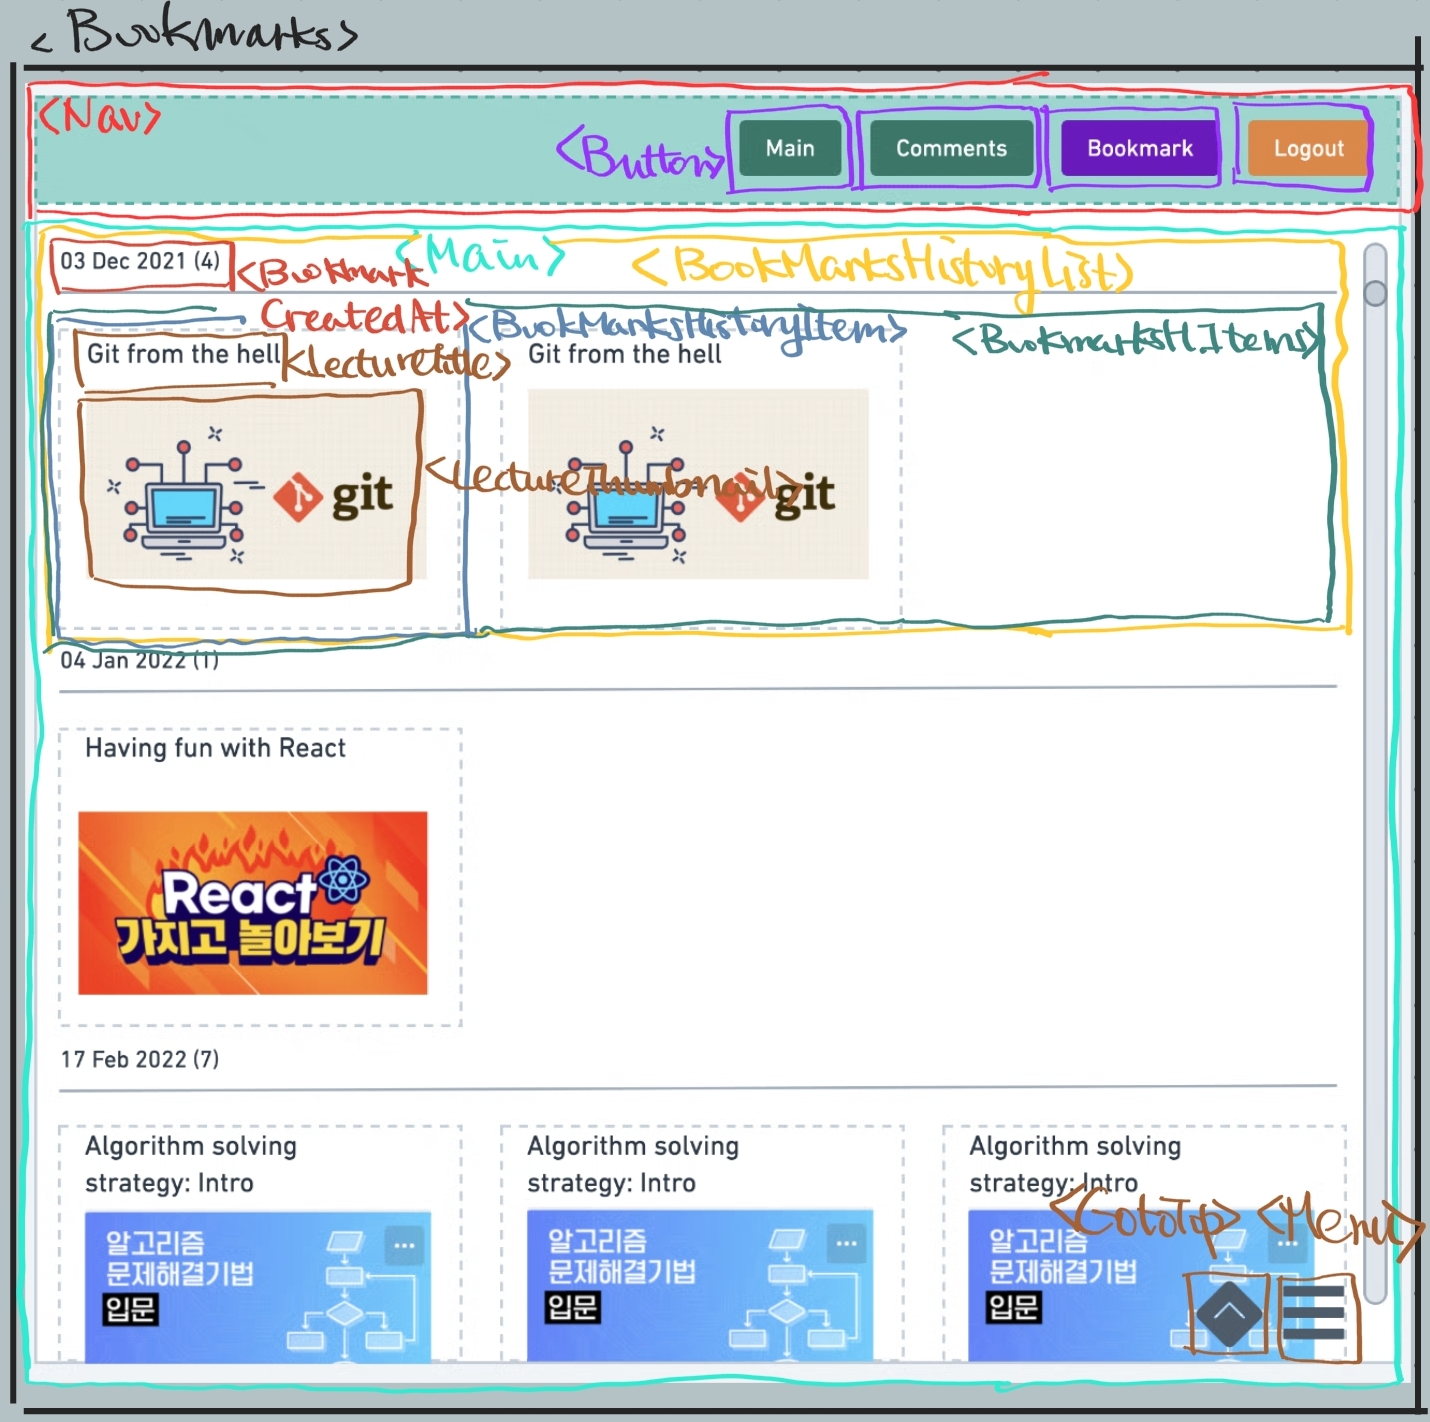 <Bookmarks>
<Nav>
<Button>
Main
Comments
Bookmark
Logout
03 Dec 2021 (4)
<Bookmark
CreatedAt>
<Main>
<BookMarksHistoryList>
<BookMarksHistoryItem>
<BookmarksH.Items>
Git from the hell
<Lecturetitle>
Git from the hell
git
<LectureThumbnail>
git
04 Jan 2022 (1)
Having fun with React
React
가지고 놀아보기
17 Feb 2022 (7)
Algorithm solving
strategy: Intro
Algorithm solving
strategy: Intro
Algorithm solving
strategy: Intro
<GotoTop>
<Menu>
알고리즘
문제해결기법
입문
알고리즘
문제해결기법
입문
알고리즘
문제해결기법
입문